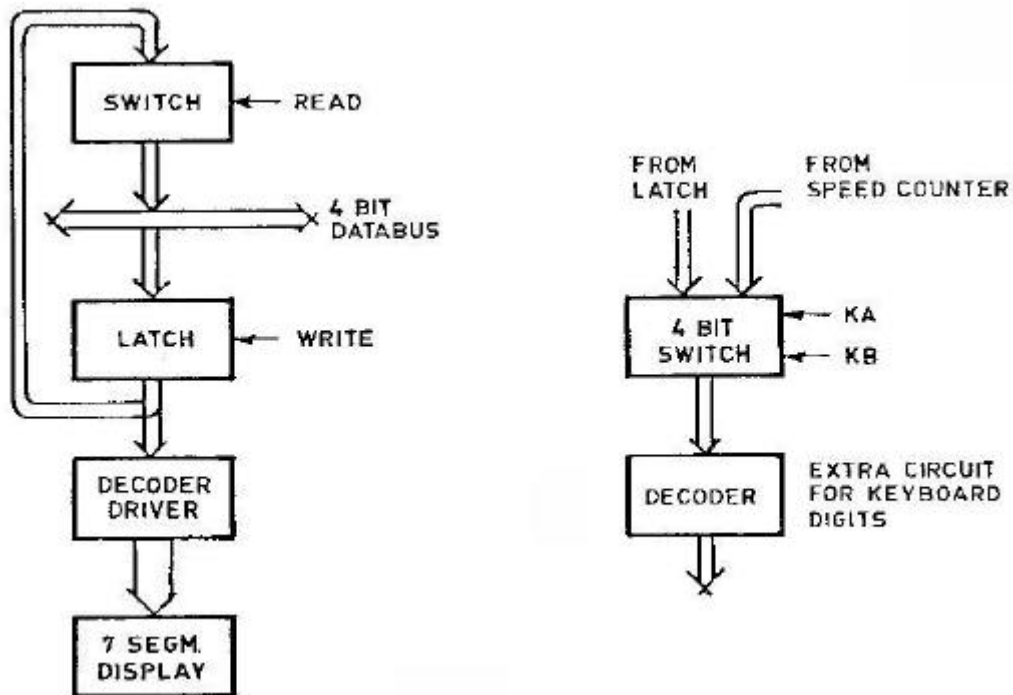 SWITCH
READ
4 BIT
DATABUS
LATCH
WRITE
DECODER
DRIVER
7 SEGM.
DISPLAY
FROM
LATCH
FROM
SPEED COUNTER
4 BIT
SWITCH
KA
KB
DECODER
EXTRA CIRCUIT
FOR KEYBOARD
DIGITS